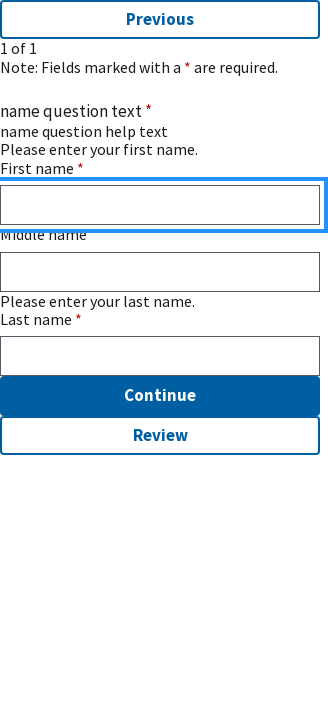 Previous
1 of 1
Note: Fields marked with a * are required.
name question text *
name question help text
Please enter your first name.
First name *
Middle name
Please enter your last name.
Last name *
Continue
Review